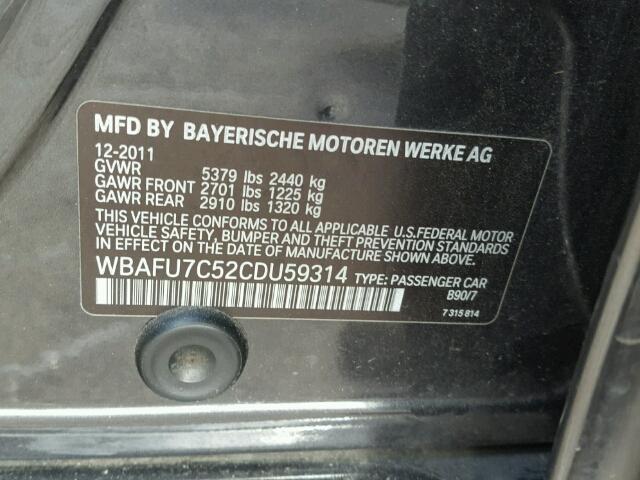 MFD BY BAYERISCHE MOTOREN WERKE AG
12-2011
GVWR 5379 lbs 2440 kg
GAWR FRONT 2701 lbs 1225 kg
GAWR REAR 2910 lbs 1320 kg
THIS VEHICLE CONFORMS TO ALL APPLICABLE U.S.FEDERAL MOTOR
VEHICLE SAFETY, BUMPER AND THEFT PREVENTION STANDARDS
IN EFFECT ON THE DATE OF MANUFACTURE SHOWN ABOVE.
WBAFU7C52CDU59314 TYPE: PASSENGER CAR
B90/7
7 315 814